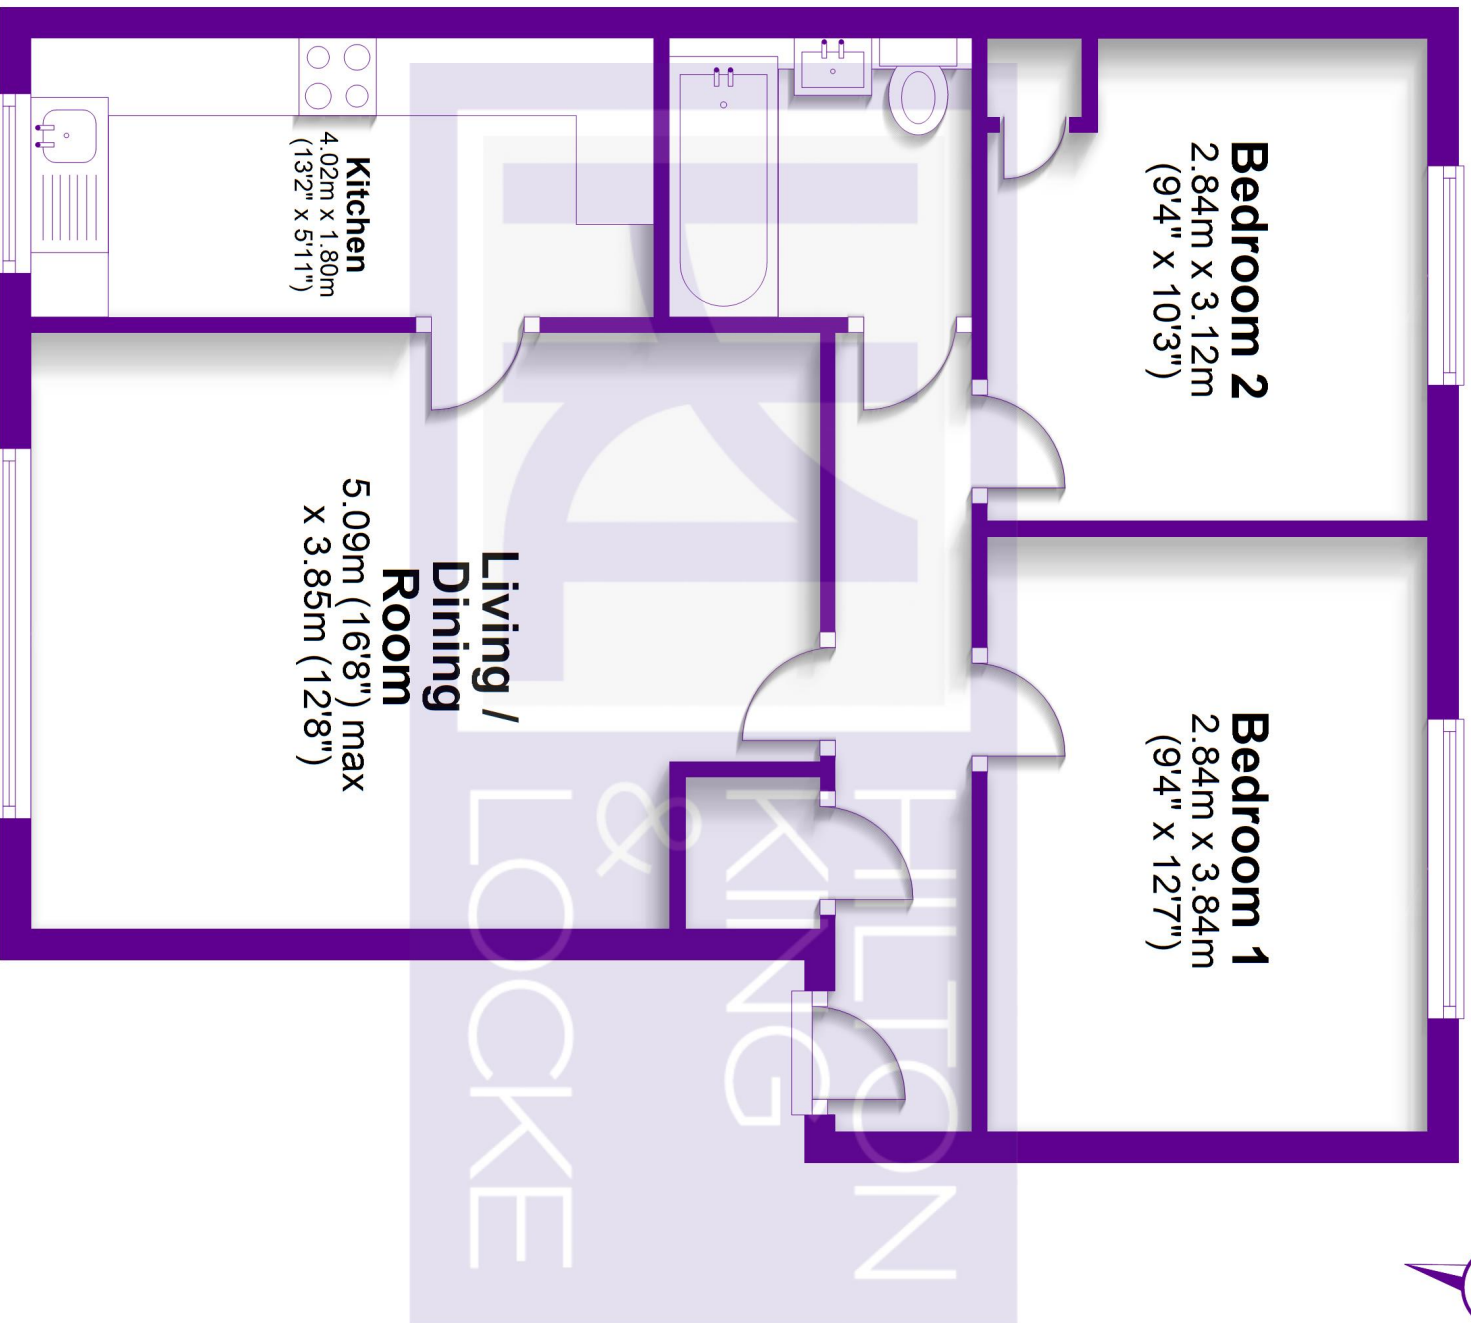 Bedroom 2
2.84m x 3.12m
(9'4" x 10'3")
Bedroom 1
2.84m x 3.84m
(9'4" x 12'7")
Kitchen
4.02m x 1.80m
(13'2" x 5'11")
Living /
Dining
Room
5.09m (16'8") max
x 3.85m (12'8")
HILTON
KING
&
LOCKE